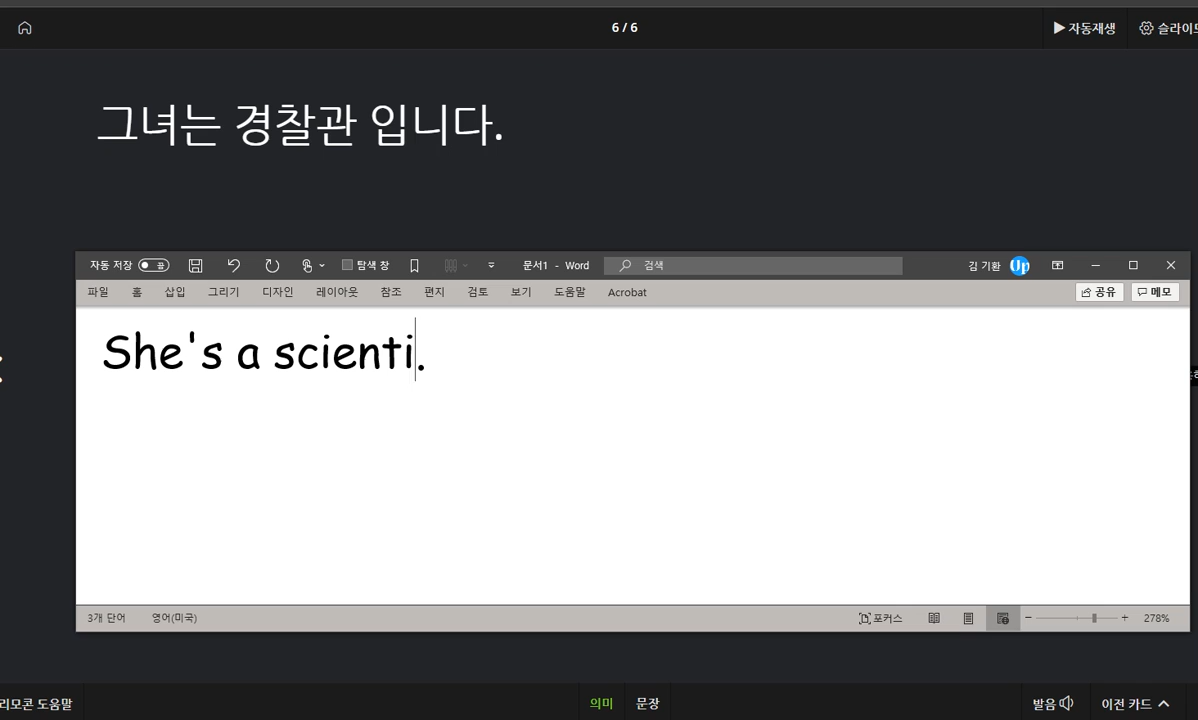 6 / 6
▶ 자동재생
슬라이드
그녀는 경찰관 입니다.
자동 저장
끔
탐색 창
문서1 - Word
검색
김 기환
Up
파일 홈 삽입 그리기 디자인 레이아웃 참조 편지 검토 보기 도움말 Acrobat
공유
메모
She's a scienti.
3개 단어
영어(미국)
포커스
278%
리모콘 도움말
의미
문장
발음
이전 카드